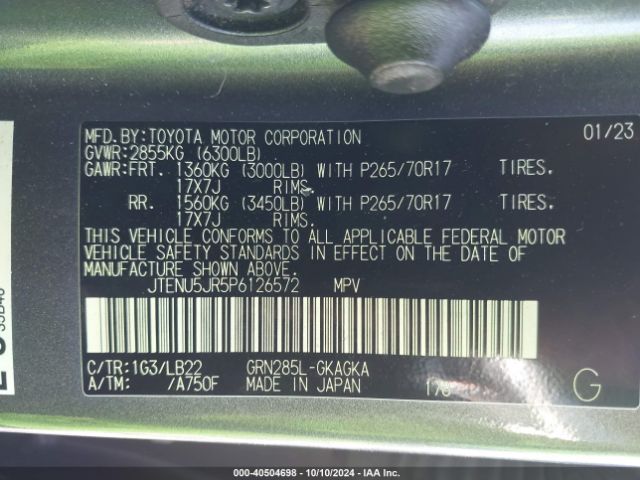 MFD.BY:TOYOTA MOTOR CORPORATION 01/23
GVWR:2855KG (6300LB)
GAWR:FRT. 1360KG (3000LB) WITH P265/70R17 TIRES.
17X7J RIMS.
RR. 1560KG (3450LB) WITH P265/70R17 TIRES.
17X7J RIMS.
THIS VEHICLE CONFORMS TO ALL APPLICABLE FEDERAL MOTOR
VEHICLE SAFETY STANDARDS IN EFFECT ON THE DATE OF
MANUFACTURE SHOWN ABOVE.
JTENU5JR5P6126572 MPV
C/TR:1G3/LB22 GRN285L-GKAGKA
A/TM: /A750F MADE IN JAPAN G
000-40504698 - 10/10/2024 - IAA